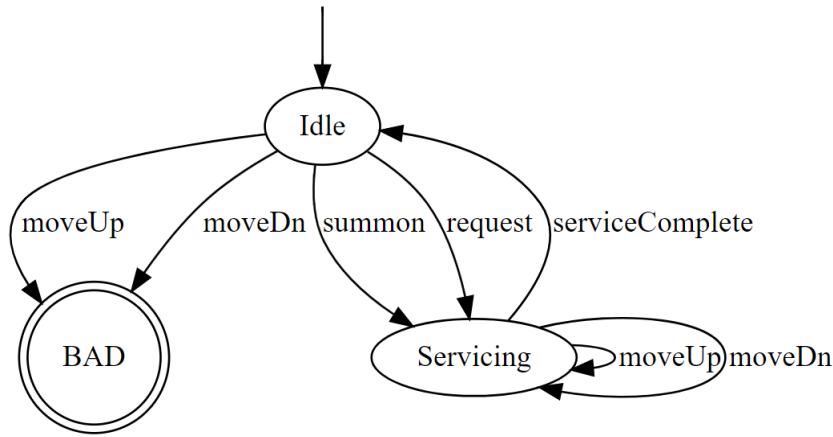 Idle
moveUp
moveDn
summon
request
serviceComplete
BAD
Servicing
moveUp
moveDn